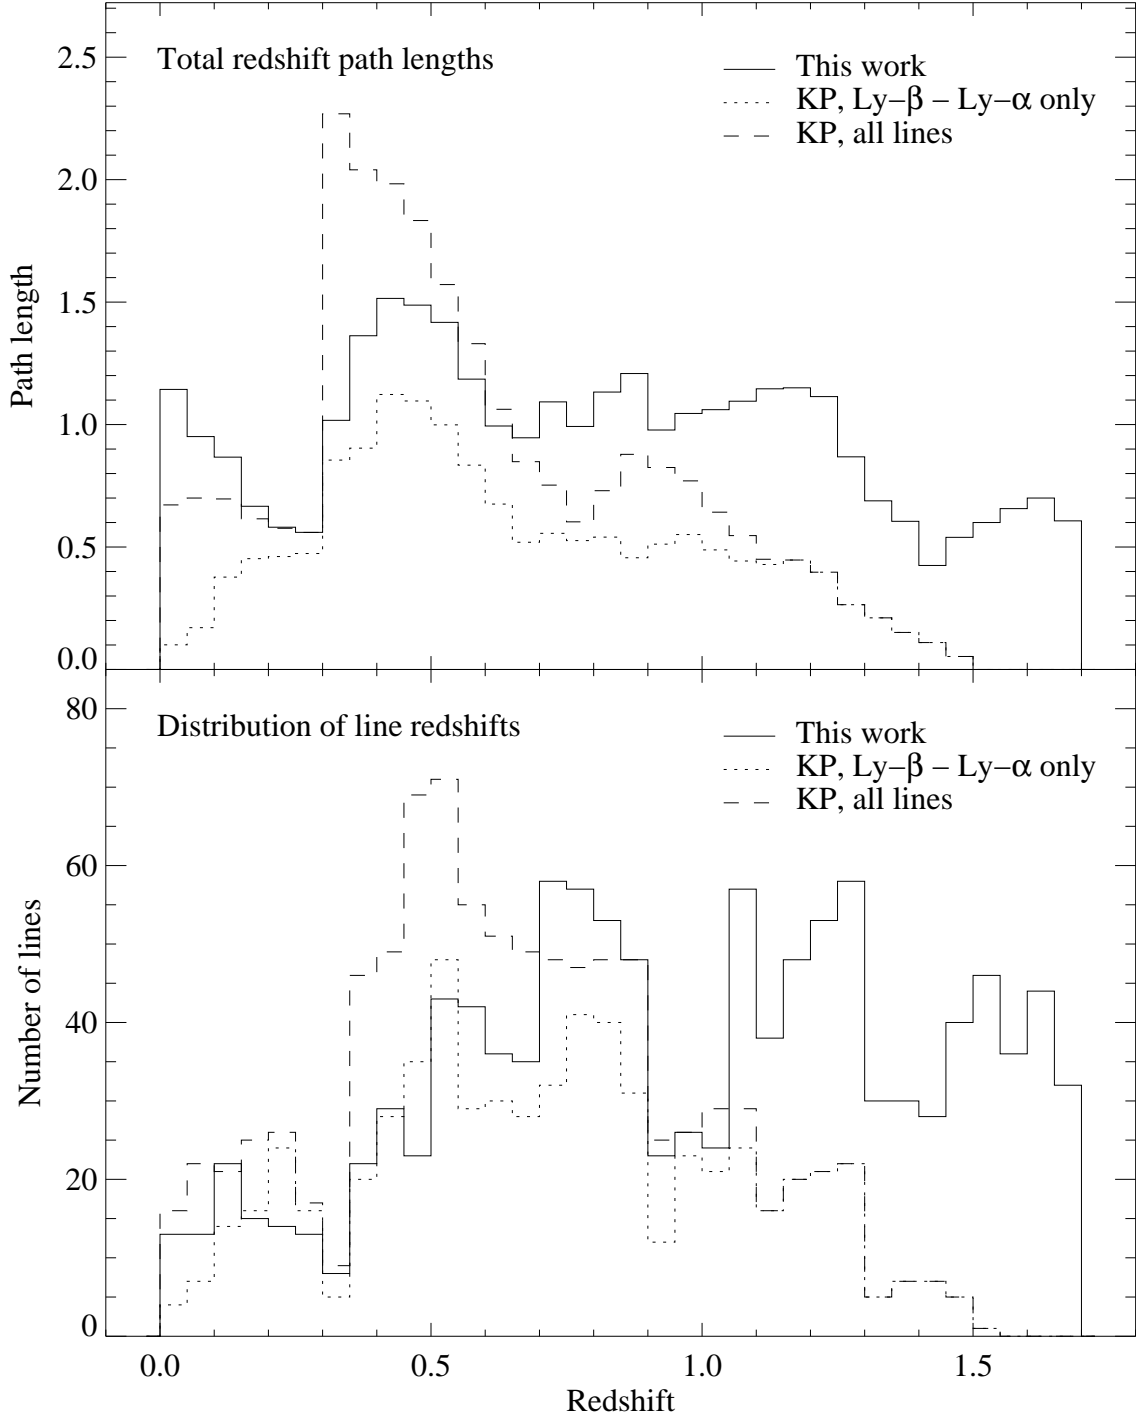 Total redshift path lengths
This work
KP, Ly−β − Ly−α only
KP, all lines
2.5
2.0
1.5
1.0
0.5
0.0
Path length
Distribution of line redshifts
This work
KP, Ly−β − Ly−α only
KP, all lines
80
60
40
20
0
Number of lines
0.0 0.5 1.0 1.5
Redshift